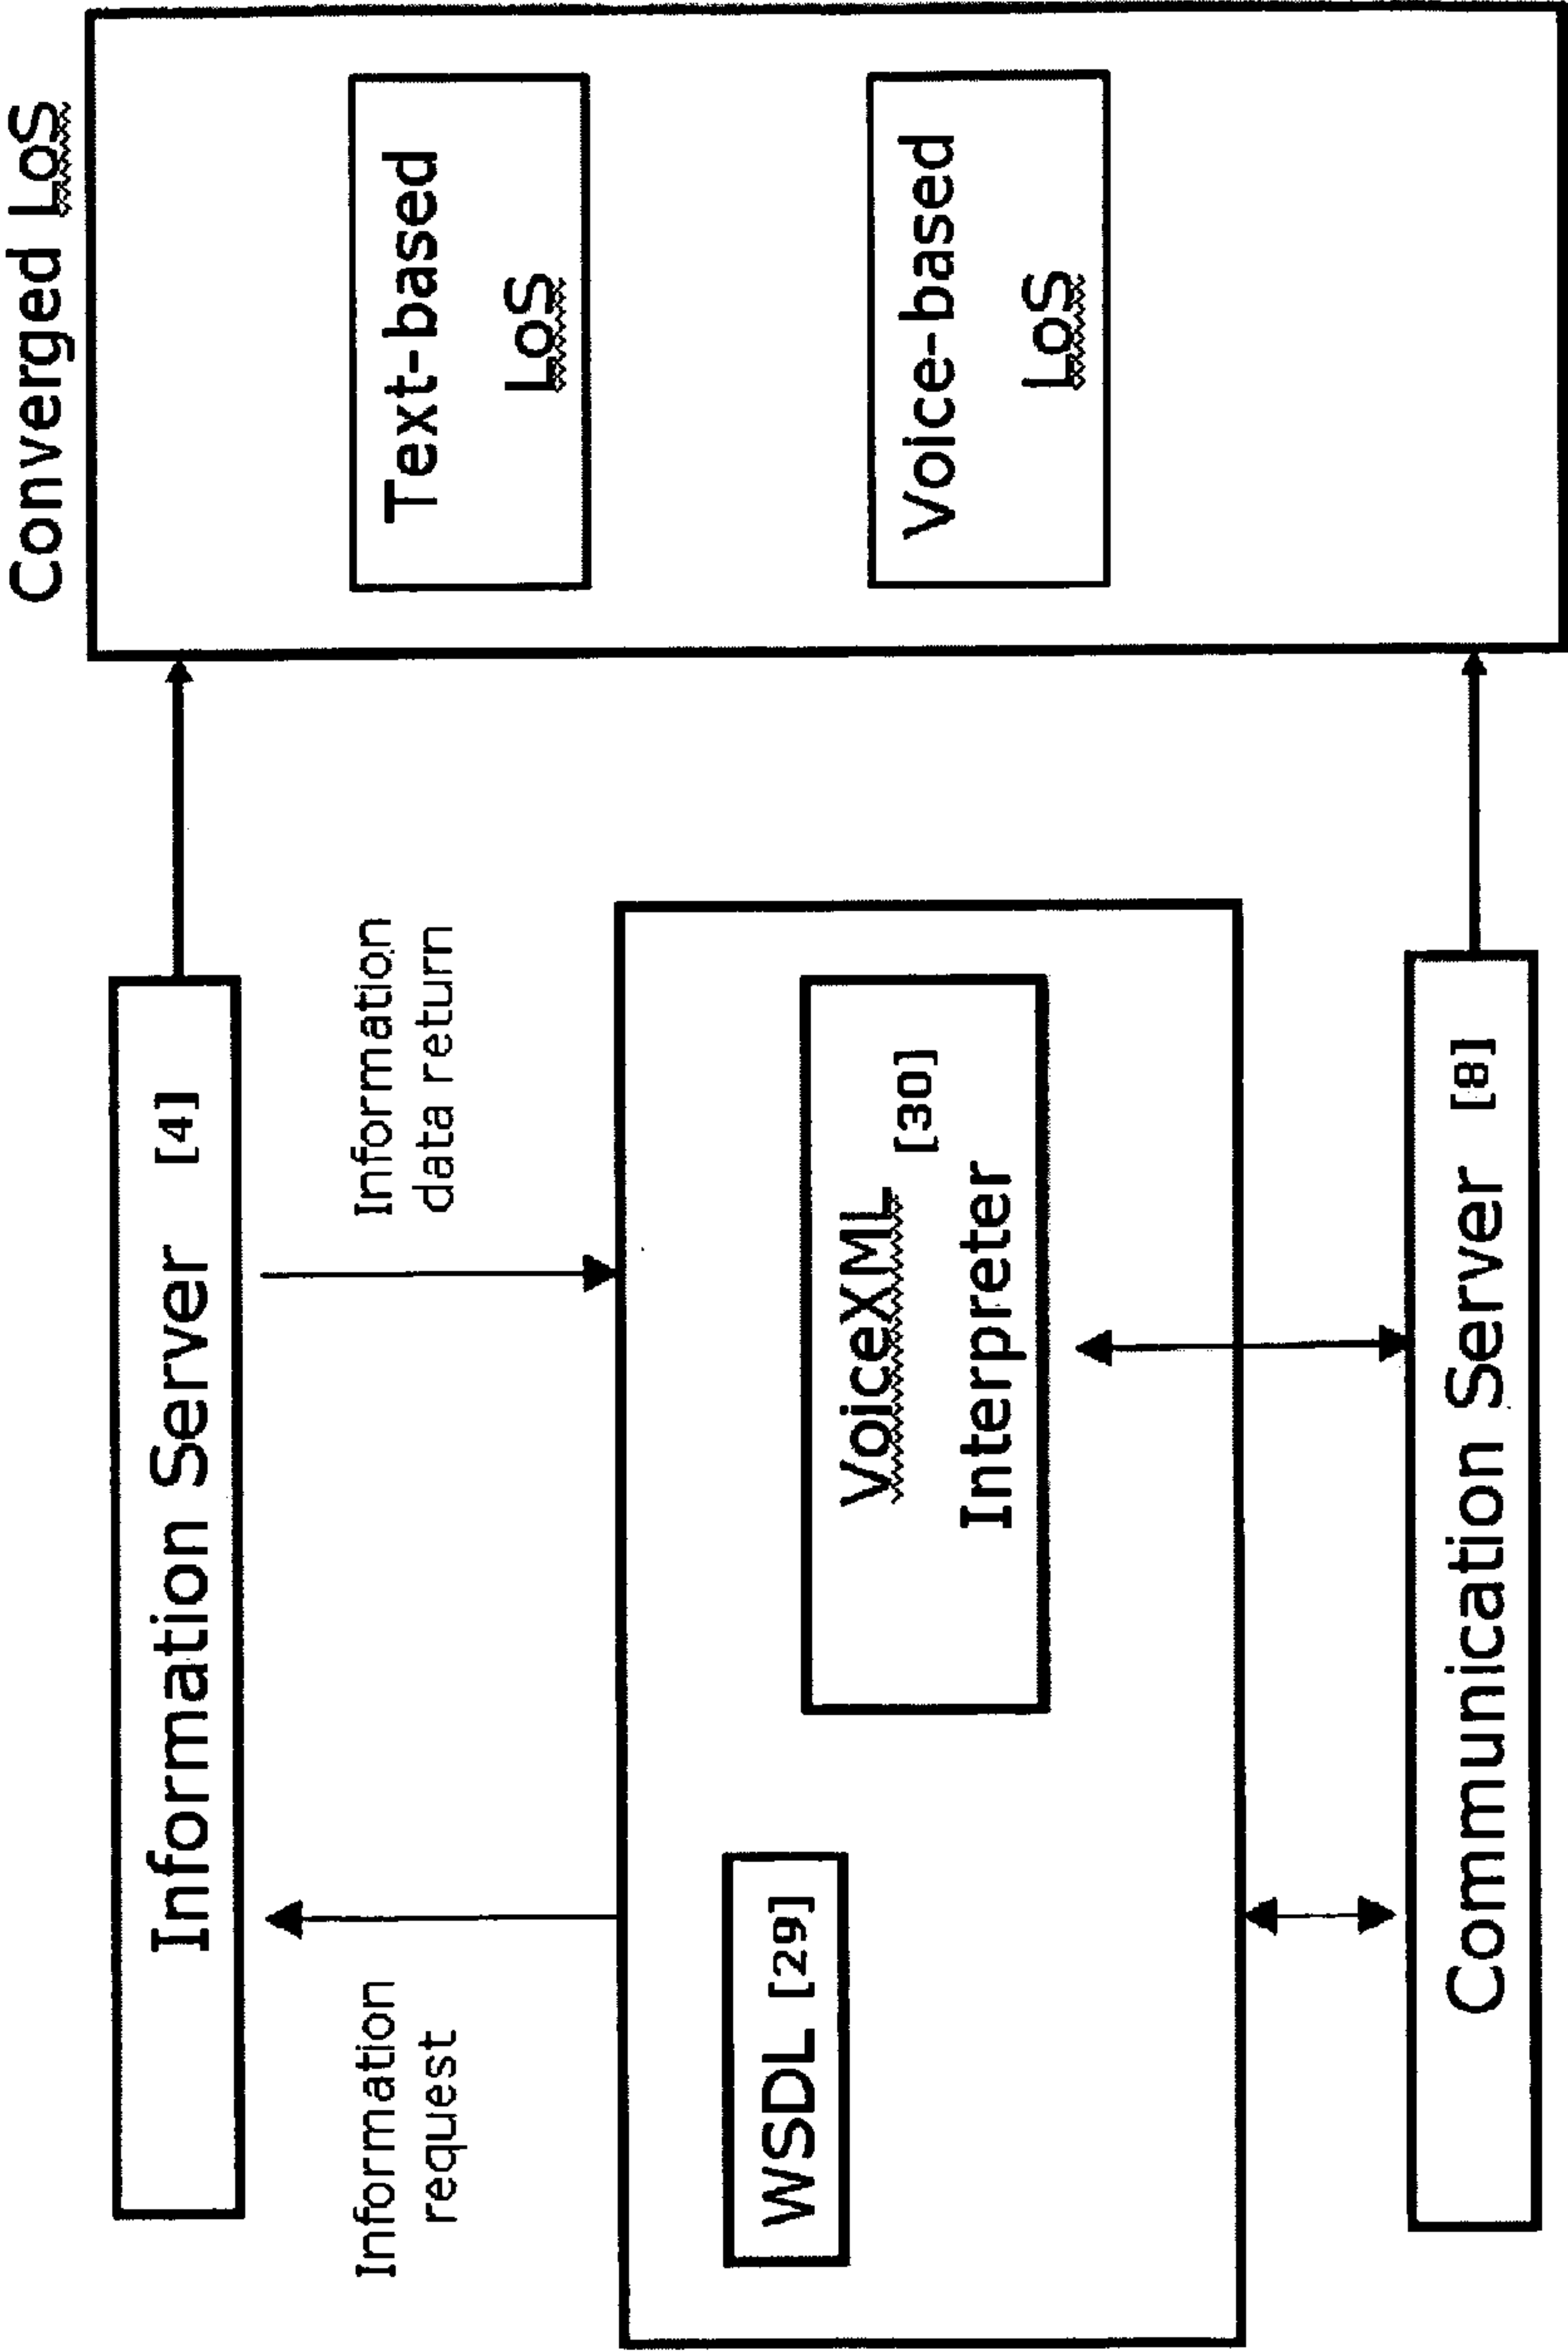 Converged LoS
Information Server [4]
Text-based
LoS
Information
request
Information
data return
WSDL [29]
VoiceXML
[30]
Interpreter
Voice-based
LoS
Communication Server [8]